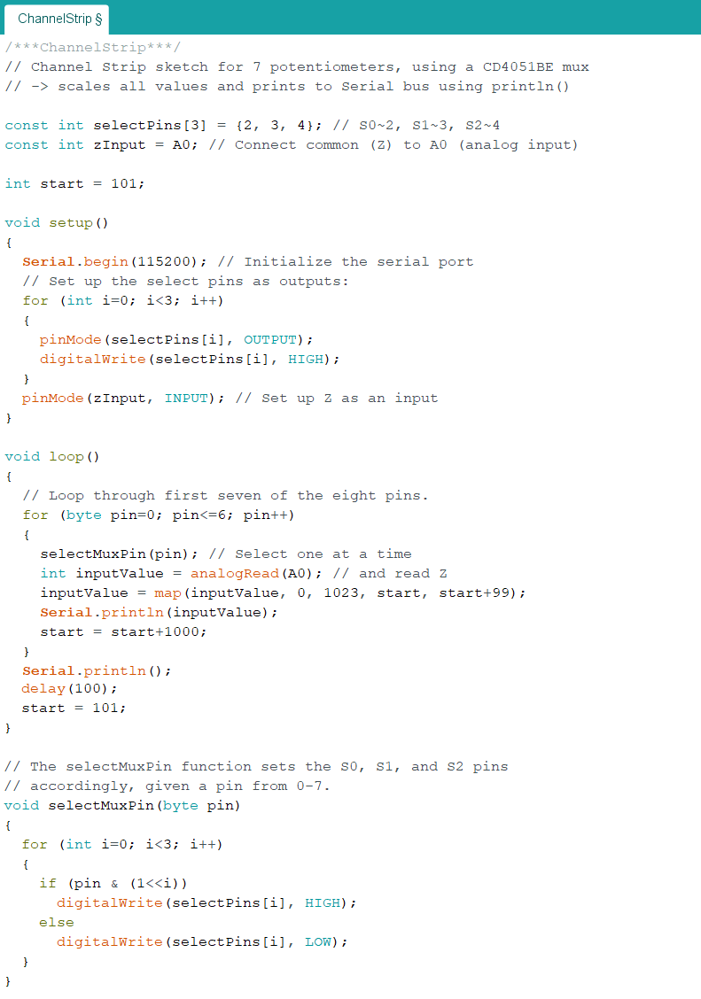 ChannelStrip §
/***ChannelStrip***/
// Channel Strip sketch for 7 potentiometers, using a CD4051BE mux
// -> scales all values and prints to Serial bus using println()
const int selectPins[3] = {2, 3, 4}; // S0~2, S1~3, S2~4
const int zInput = A0; // Connect common (Z) to A0 (analog input)
int start = 101;
void setup()
{
  Serial.begin(115200); // Initialize the serial port
  // Set up the select pins as outputs:
  for (int i=0; i<3; i++)
  {
    pinMode(selectPins[i], OUTPUT);
    digitalWrite(selectPins[i], HIGH);
  }
  pinMode(zInput, INPUT); // Set up Z as an input
}
void loop()
{
  // Loop through first seven of the eight pins.
  for (byte pin=0; pin<=6; pin++)
  {
    selectMuxPin(pin); // Select one at a time
    int inputValue = analogRead(A0); // and read Z
    inputValue = map(inputValue, 0, 1023, start, start+99);
    Serial.println(inputValue);
    start = start+1000;
  }
  Serial.println();
  delay(100);
  start = 101;
}
// The selectMuxPin function sets the S0, S1, and S2 pins
// accordingly, given a pin from 0-7.
void selectMuxPin(byte pin)
{
  for (int i=0; i<3; i++)
  {
    if (pin & (1<<i))
      digitalWrite(selectPins[i], HIGH);
    else
      digitalWrite(selectPins[i], LOW);
  }
}